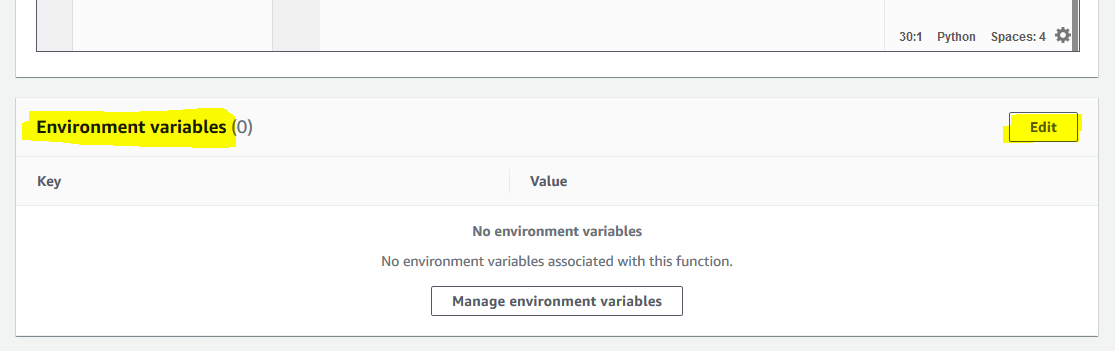 30:1 Python Spaces: 4
Environment variables (0)
Edit
Key Value
No environment variables
No environment variables associated with this function.
Manage environment variables